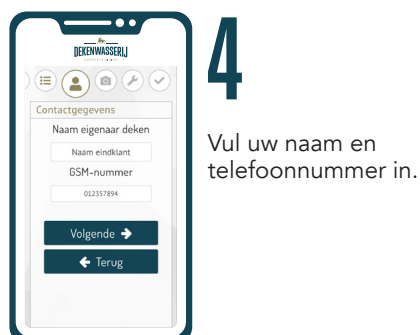 DEKENWASSERIJ
Contactgegevens
Naam eigenaar deken
Naam eindklant
GSM-nummer
012357894
Volgende
Terug
4
Vul uw naam en
telefoonnummer in.